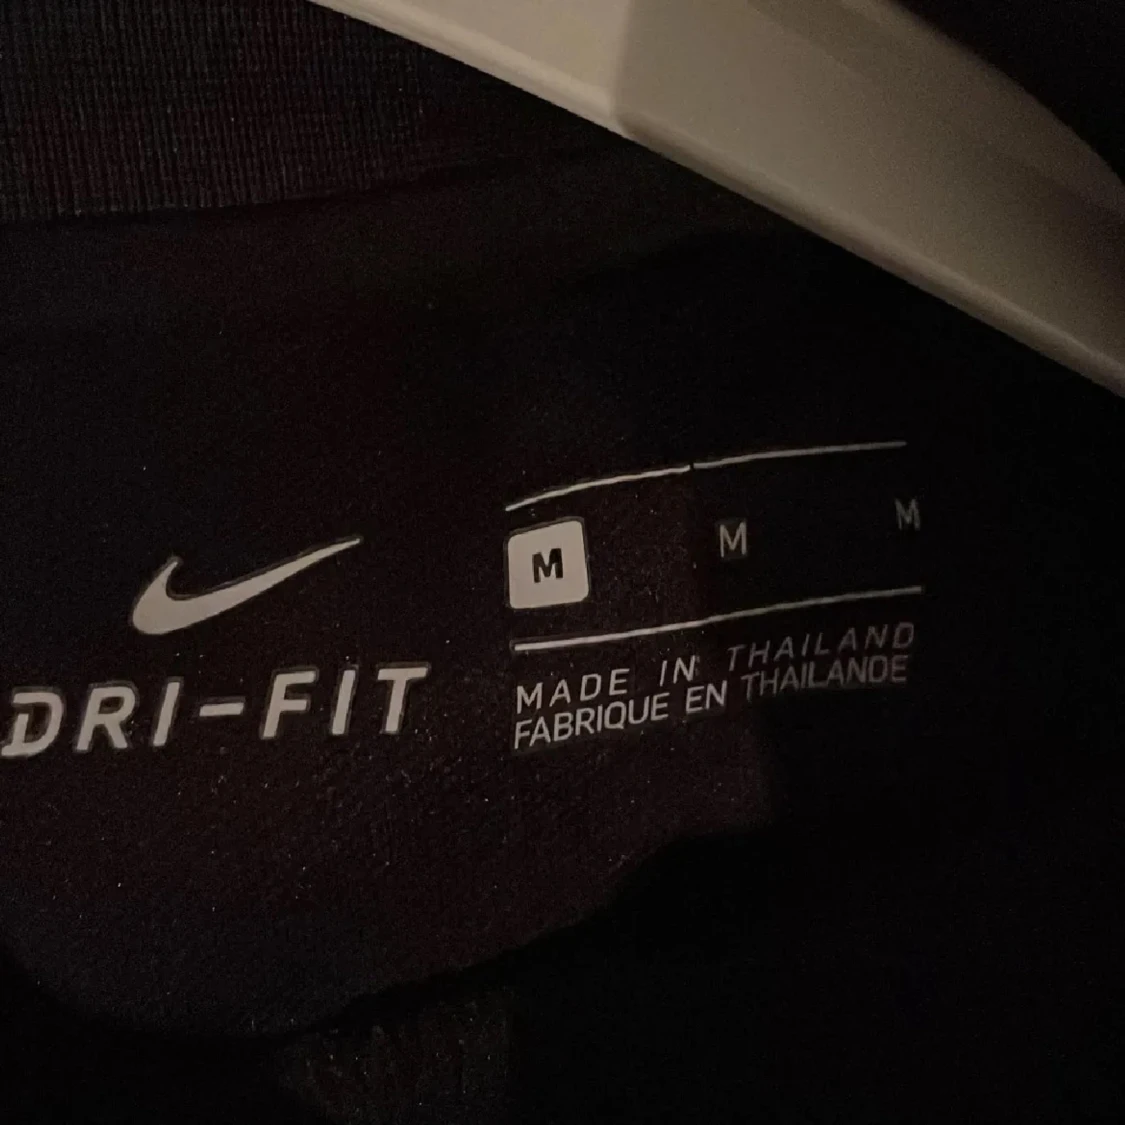 M M M
DRI-FIT
MADE IN THAILAND
FABRIQUE EN THAILANDE